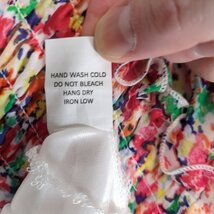 HAND WASH COLD
DO NOT BLEACH
HANG DRY
IRON LOW